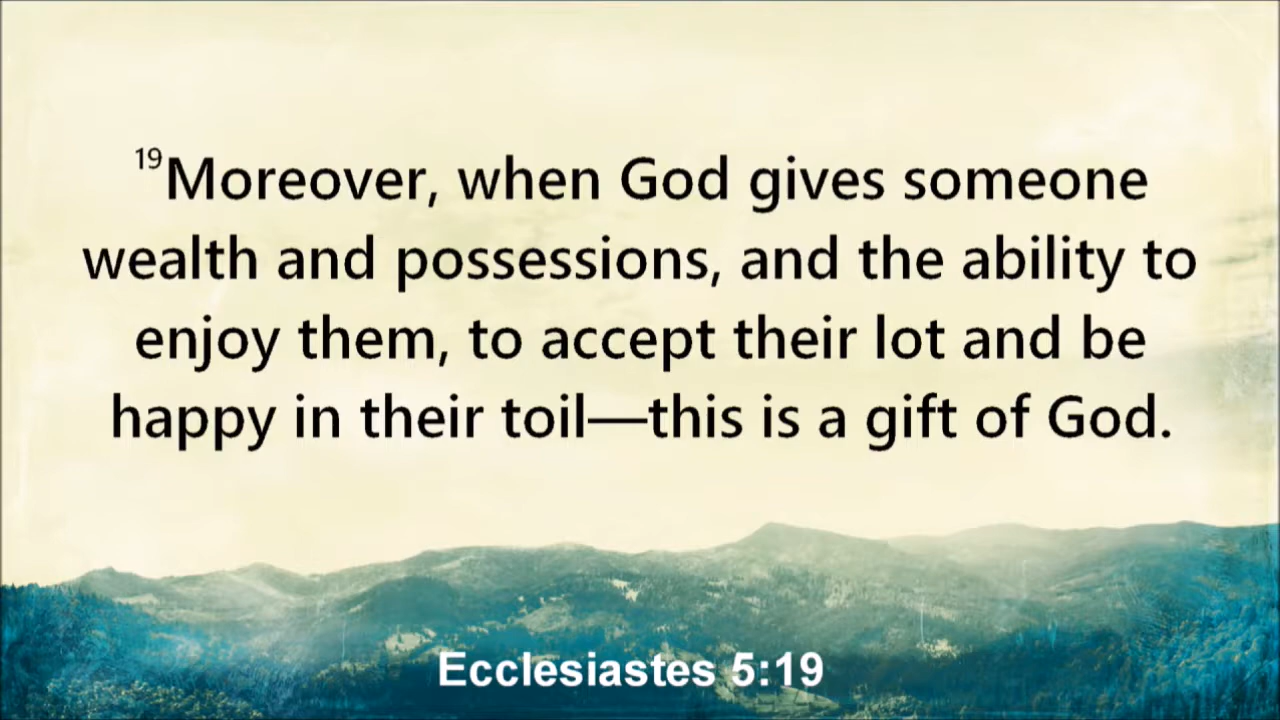 19Moreover, when God gives someone
wealth and possessions, and the ability to
enjoy them, to accept their lot and be
happy in their toil—this is a gift of God.
Ecclesiastes 5:19